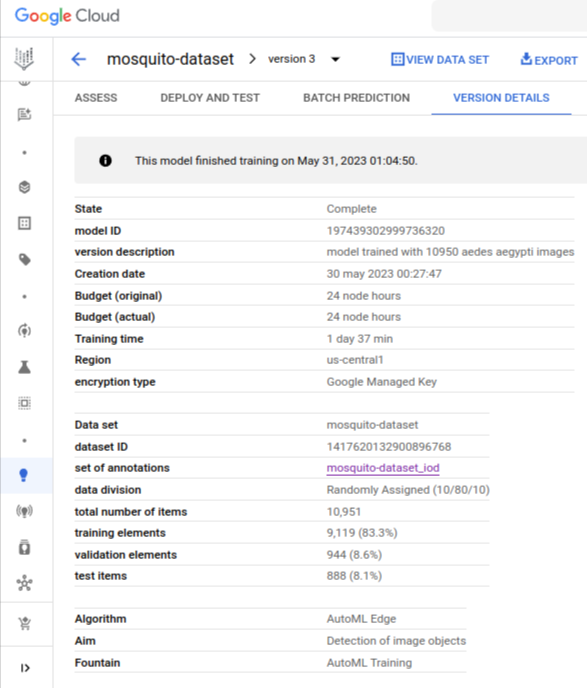 Google Cloud
mosquito-dataset version 3 VIEW DATA SET EXPORT
ASSESS DEPLOY AND TEST BATCH PREDICTION VERSION DETAILS
This model finished training on May 31, 2023 01:04:50.
State Complete
model ID 197439302999736320
version description model trained with 10950 aedes aegypti images
Creation date 30 may 2023 00:27:47
Budget (original) 24 node hours
Budget (actual) 24 node hours
Training time 1 day 37 min
Region us-central1
encryption type Google Managed Key
Data set mosquito-dataset
dataset ID 1417620132900896768
set of annotations mosquito-dataset_iod
data division Randomly Assigned (10/80/10)
total number of items 10,951
training elements 9,119 (83.3%)
validation elements 944 (8.6%)
test items 888 (8.1%)
Algorithm AutoML Edge
Aim Detection of image objects
Fountain AutoML Training